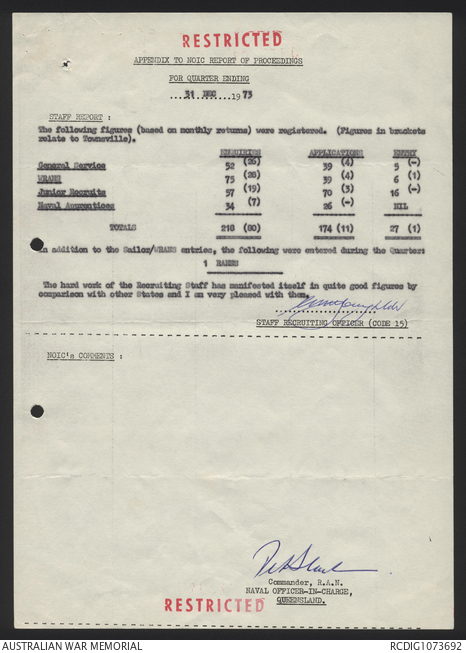 RESTRICTED
APPENDIX TO NOIC REPORT OF PROCEEDINGS
FOR QUARTER ENDING
...31 DEC...1973
STAFF REPORT :
The following figures (based on monthly returns) were registered. (Figures in brackets
relate to Townsville).
ENQUIRIES APPLICATIONS ENTRY
General Service 52 (26) 39 (4) 5 (-)
WRANS 75 (28) 39 (4) 6 (1)
Junior Recruits 57 (19) 70 (3) 16 (-)
Naval Apprentices 34 (7) 26 (-) NIL
TOTALS 218 (80) 174 (11) 27 (1)
In addition to the Sailor/WRANS entries, the following were entered during the Quarter:
1 RANRS
The hard work of the Recruiting Staff has manifested itself in quite good figures by
comparison with other States and I am very pleased with them.
STAFF RECRUITING OFFICER (CODE 15)
NOIC's COMMENTS :
Commander, R.A.N.
NAVAL OFFICER-IN-CHARGE,
QUEENSLAND.
RESTRICTED
AUSTRALIAN WAR MEMORIAL
RCDIG1073692